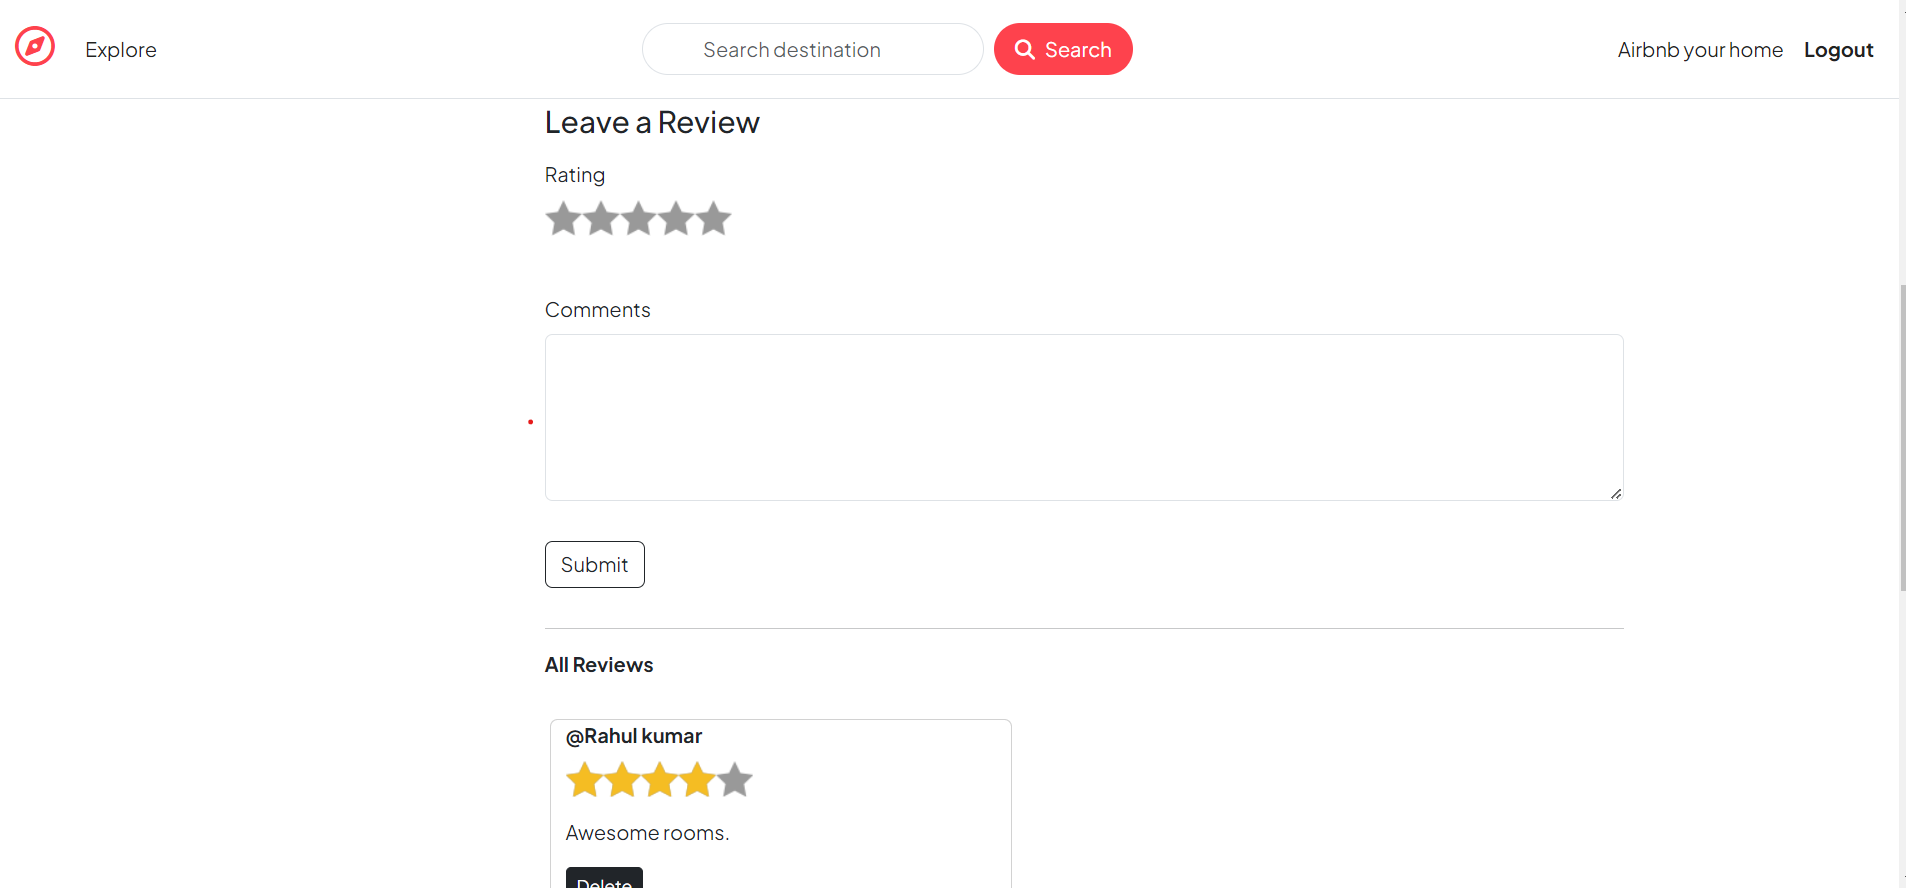 Explore
Search destination
Search
Airbnb your home
Logout
Leave a Review
Rating
Comments
Submit
All Reviews
@Rahul kumar
Awesome rooms.
Delete